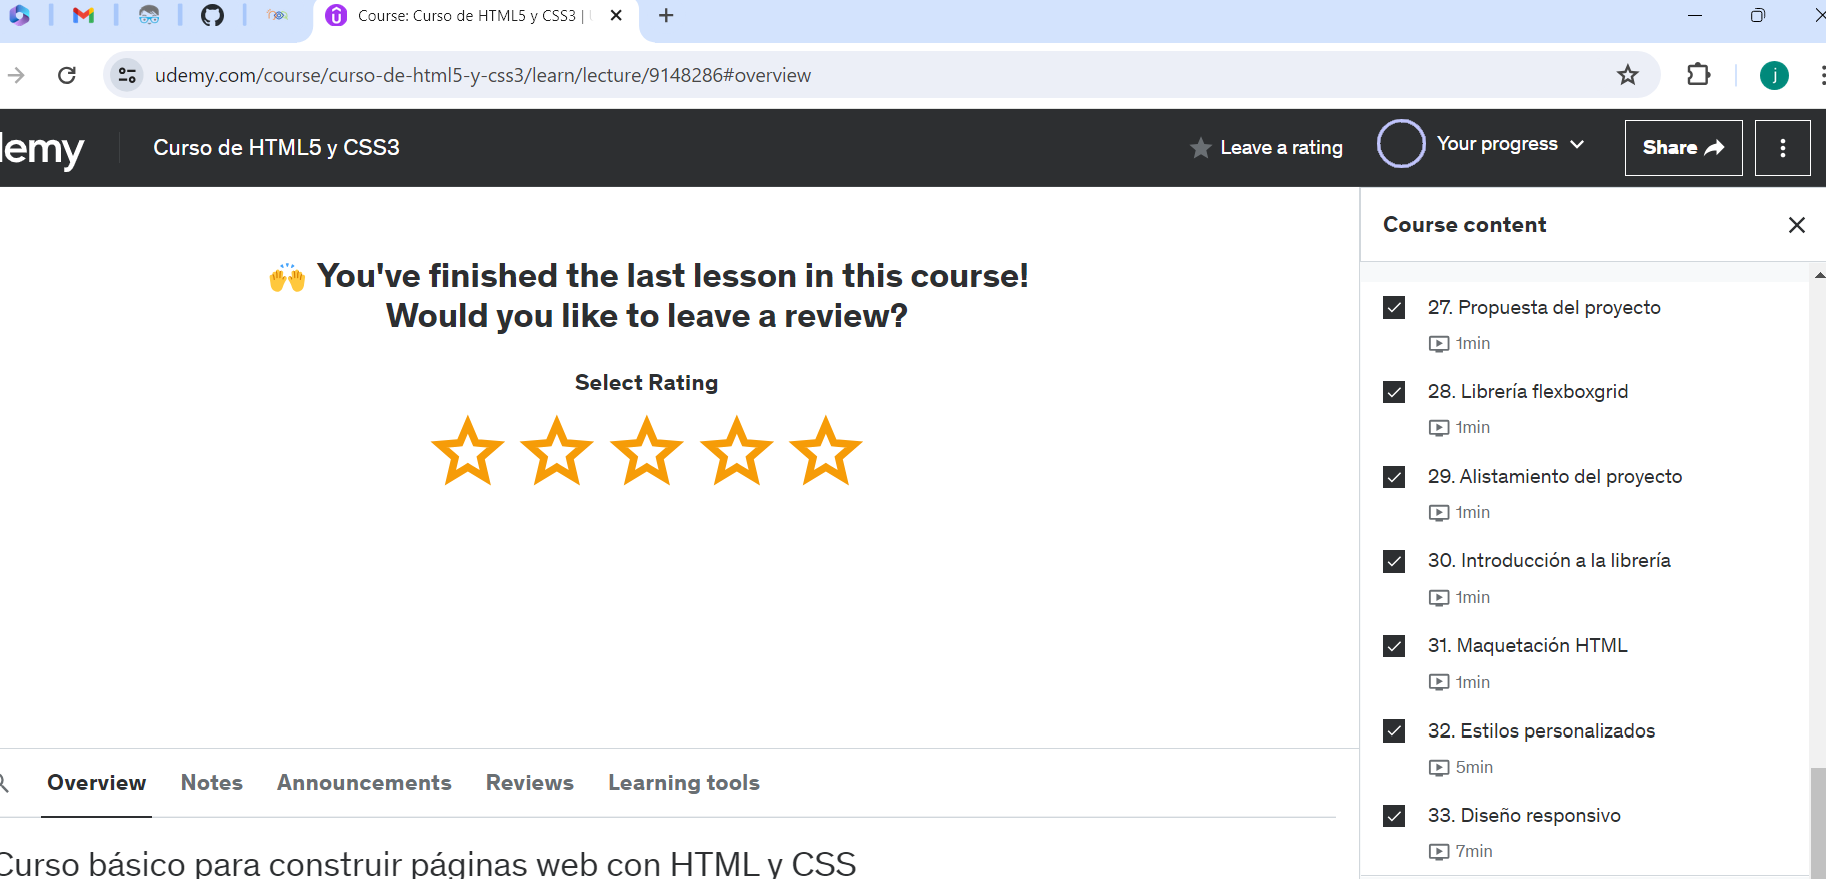 Course: Curso de HTML5 y CSS3 |
udemy.com/course/curso-de-html5-y-css3/learn/lecture/9148286#overview
j
demy
Curso de HTML5 y CSS3
Leave a rating
Your progress
Share
🙌 You've finished the last lesson in this course!
Would you like to leave a review?
Select Rating
Course content
27. Propuesta del proyecto
1min
28. Librería flexboxgrid
1min
29. Alistamiento del proyecto
1min
30. Introducción a la librería
1min
31. Maquetación HTML
1min
32. Estilos personalizados
5min
33. Diseño responsivo
7min
Overview Notes Announcements Reviews Learning tools
Curso básico para construir páginas web con HTML y CSS